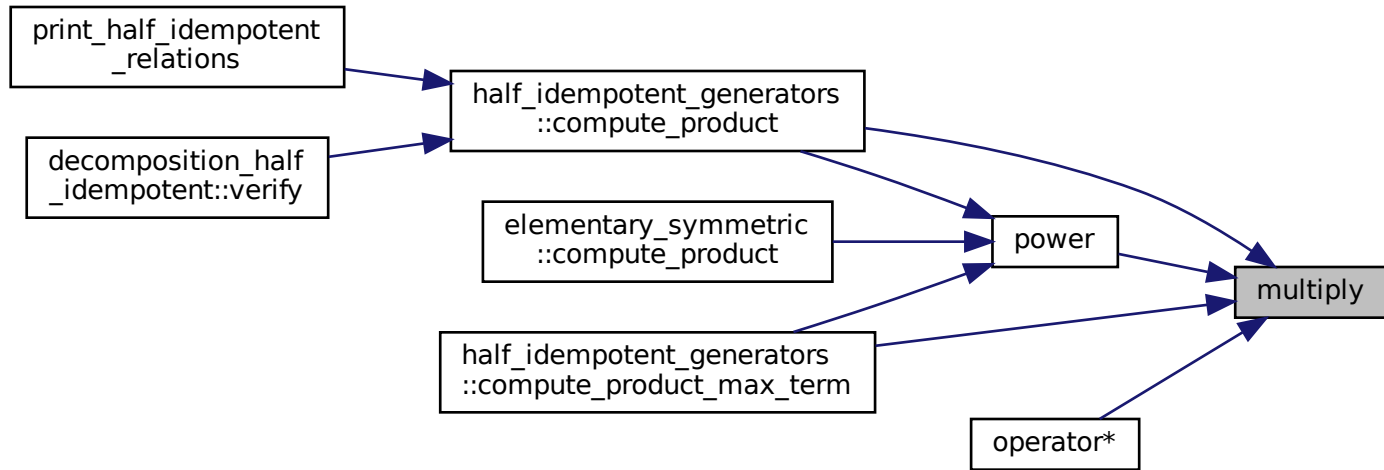 print_half_idempotent
_relations
half_idempotent_generators
::compute_product
decomposition_half
_idempotent::verify
elementary_symmetric
::compute_product
power
multiply
half_idempotent_generators
::compute_product_max_term
operator*